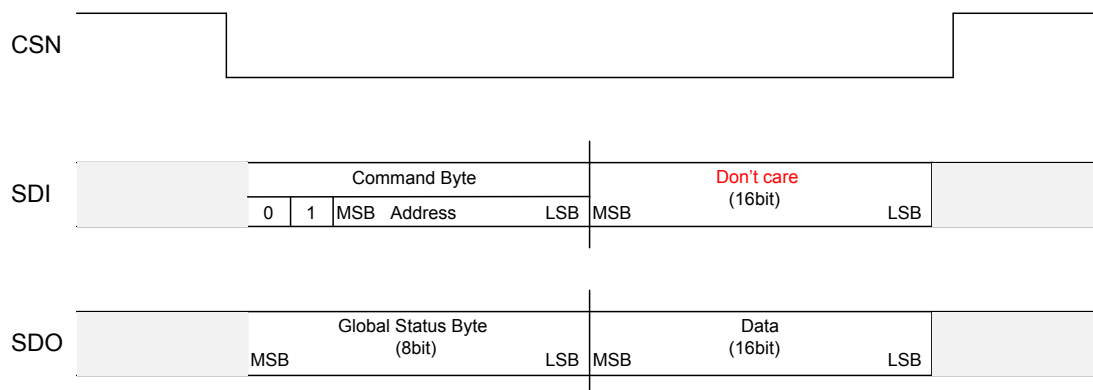 CSN
SDI
Command Byte
0 1 MSB Address LSB
Don't care
(16bit)
MSB LSB
SDO
Global Status Byte
(8bit)
MSB LSB
Data
(16bit)
MSB LSB